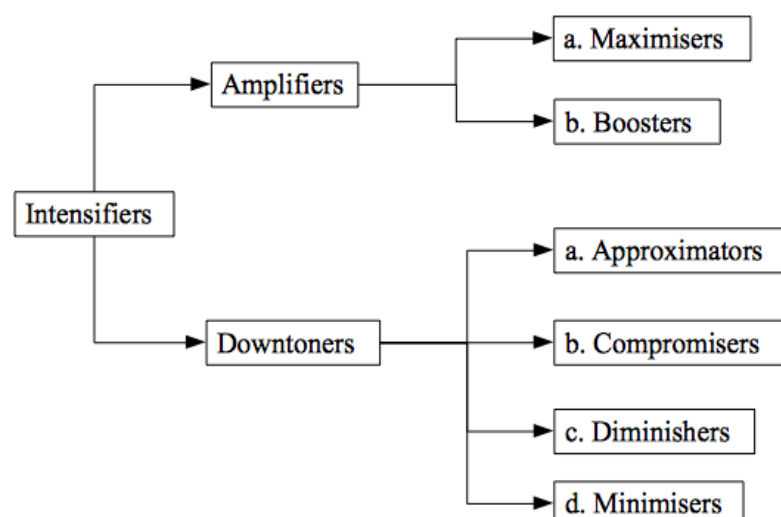 Intensifiers
Amplifiers
a. Maximisers
b. Boosters
Downtoners
a. Approximators
b. Compromisers
c. Diminishers
d. Minimisers